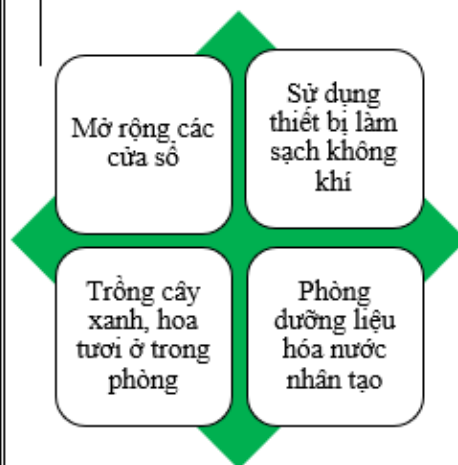 Mở rộng các
cửa sổ
Sử dụng
thiết bị làm
sạch không
khí
Trồng cây
xanh, hoa
tươi ở trong
phòng
Phòng
dưỡng liệu
hóa nước
nhân tạo